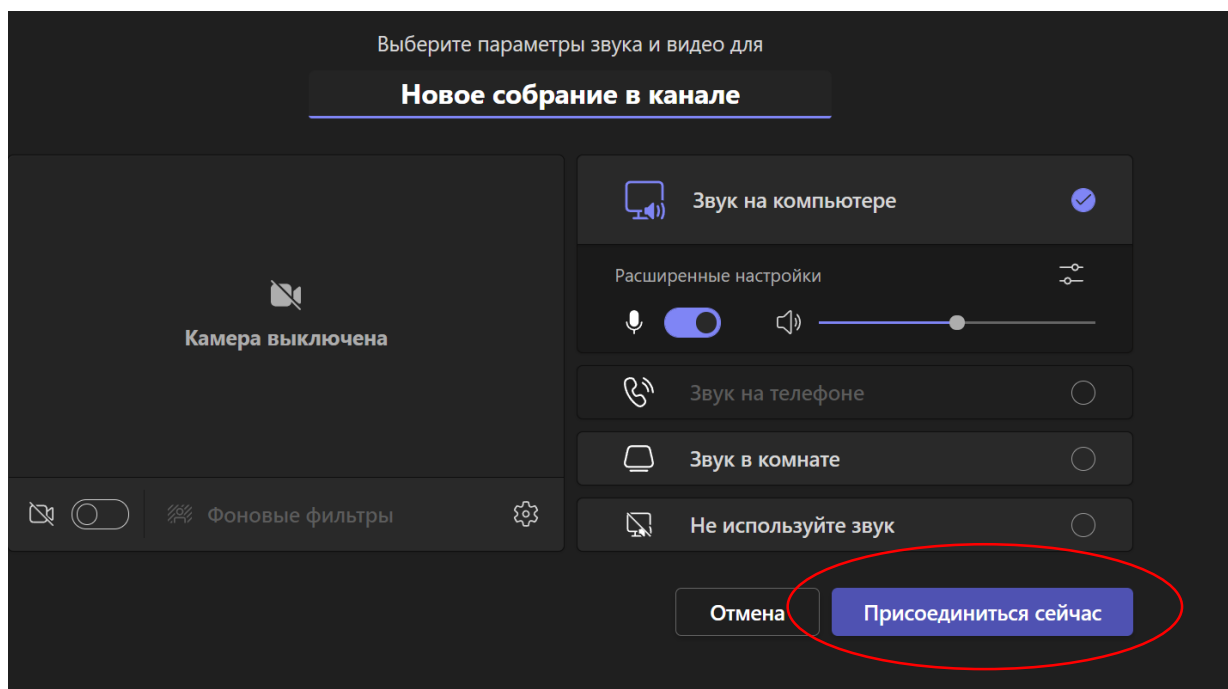 Выберите параметры звука и видео для
Новое собрание в канале
Камера выключена
Фоновые фильтры
Звук на компьютере
Расширенные настройки
Звук на телефоне
Звук в комнате
Не используйте звук
Отмена
Присоединиться сейчас